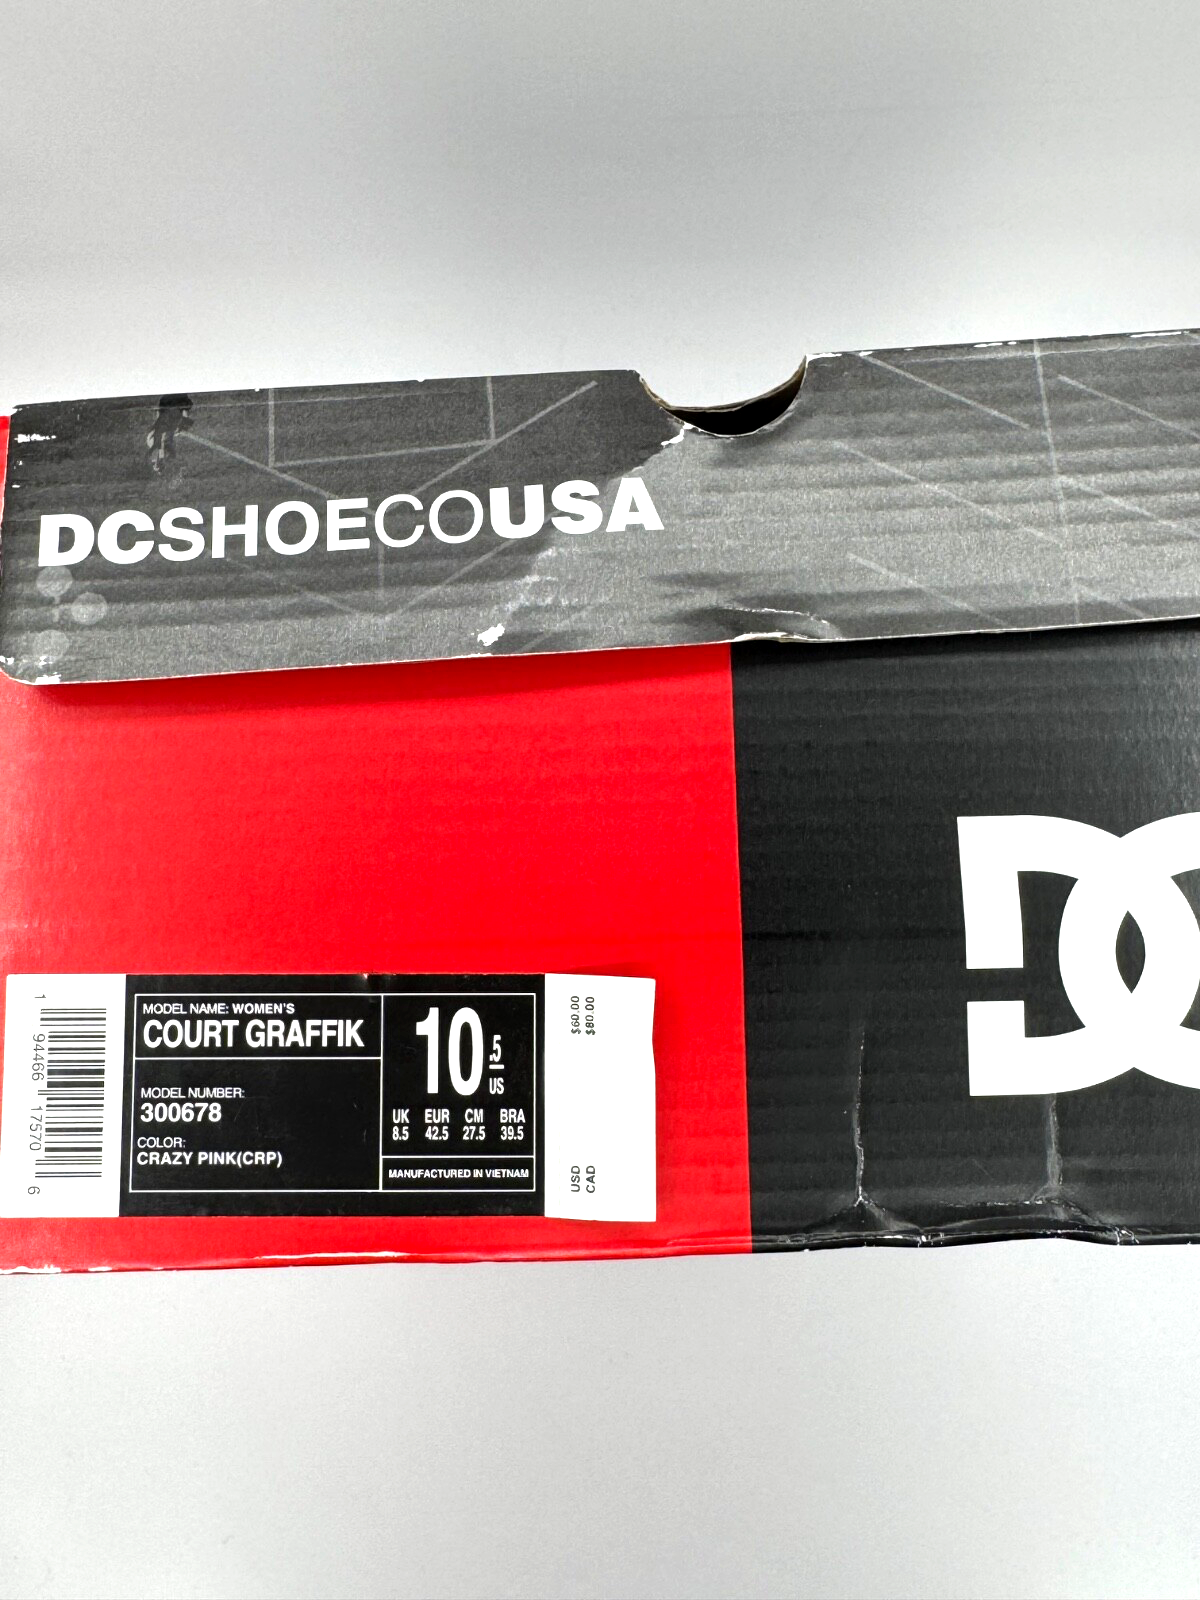 DCSHOECOUSA
DC
1 94466 17570 6
MODEL NAME: WOMEN'S
COURT GRAFFIK
MODEL NUMBER:
300678
COLOR:
CRAZY PINK(CRP)
10.5
US
UK EUR CM BRA
8.5 42.5 27.5 39.5
MANUFACTURED IN VIETNAM
USD $60.00
CAD $80.00